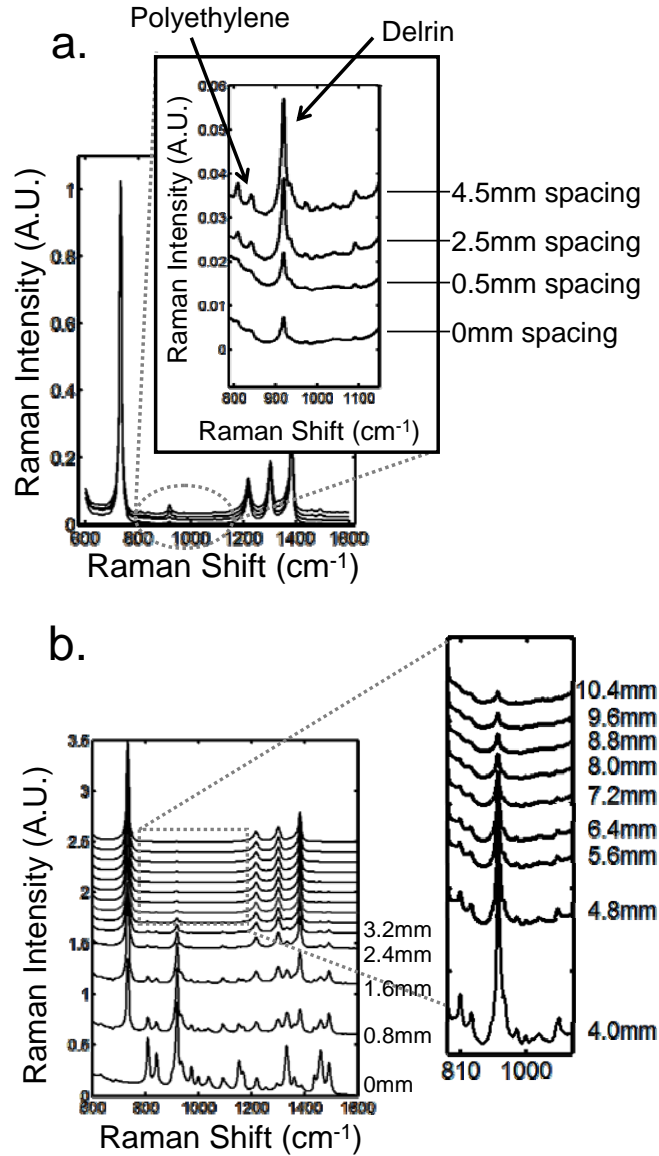 a.
Polyethylene
Delrin
Raman Intensity (A.U.)
1
0.8
0.6
0.4
0.2
0
600
800
1000
1200
1400
1600
Raman Shift (cm-1)
Raman Intensity (A.U.)
0.06
0.05
0.04
0.03
0.02
0.01
0
800
900
1000
1100
Raman Shift (cm-1)
4.5mm spacing
2.5mm spacing
0.5mm spacing
0mm spacing
b.
Raman Intensity (A.U.)
3.5
3
2.5
2
1.5
1
0.5
0
600
800
1000
1200
1400
1600
Raman Shift (cm-1)
3.2mm
2.4mm
1.6mm
0.8mm
0mm
10.4mm
9.6mm
8.8mm
8.0mm
7.2mm
6.4mm
5.6mm
4.8mm
4.0mm
810
1000